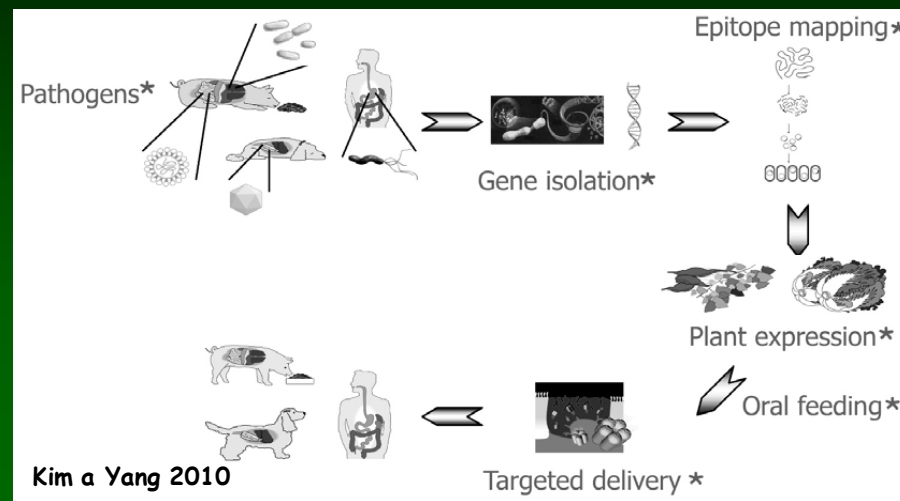 Epitope mapping*
Pathogens*
Gene isolation*
Plant expression*
Oral feeding*
Targeted delivery *
Kim a Yang 2010